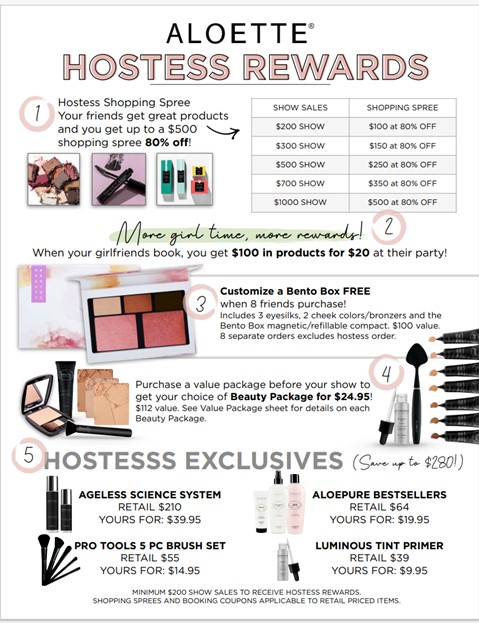 ALOETTE®
HOSTESS REWARDS
1
Hostess Shopping Spree
Your friends get great products
and you get up to a $500
shopping spree 80% off!
SHOW SALES SHOPPING SPREE
$200 SHOW $100 at 80% OFF
$300 SHOW $150 at 80% OFF
$500 SHOW $250 at 80% OFF
$700 SHOW $350 at 80% OFF
$1000 SHOW $500 at 80% OFF
More girl time, more rewards!
2
When your girlfriends book, you get $100 in products for $20 at their party!
3
Customize a Bento Box FREE
when 8 friends purchase!
Includes 3 eyesilks, 2 cheek colors/bronzers and the
Bento Box magnetic/refillable compact. $100 value.
8 separate orders excludes hostess order.
4
Purchase a value package before your show to
get your choice of Beauty Package for $24.95!
$112 value. See Value Package sheet for details on each
Beauty Package.
5
HOSTESSS EXCLUSIVES (Save up to $280!)
AGELESS SCIENCE SYSTEM
RETAIL $210
YOURS FOR: $39.95
ALOEPURE BESTSELLERS
RETAIL $64
YOURS FOR: $19.95
PRO TOOLS 5 PC BRUSH SET
RETAIL $55
YOURS FOR: $14.95
LUMINOUS TINT PRIMER
RETAIL $39
YOURS FOR: $9.95
MINIMUM $200 SHOW SALES TO RECEIVE HOSTESS REWARDS.
SHOPPING SPREES AND BOOKING COUPONS APPLICABLE TO RETAIL PRICED ITEMS.